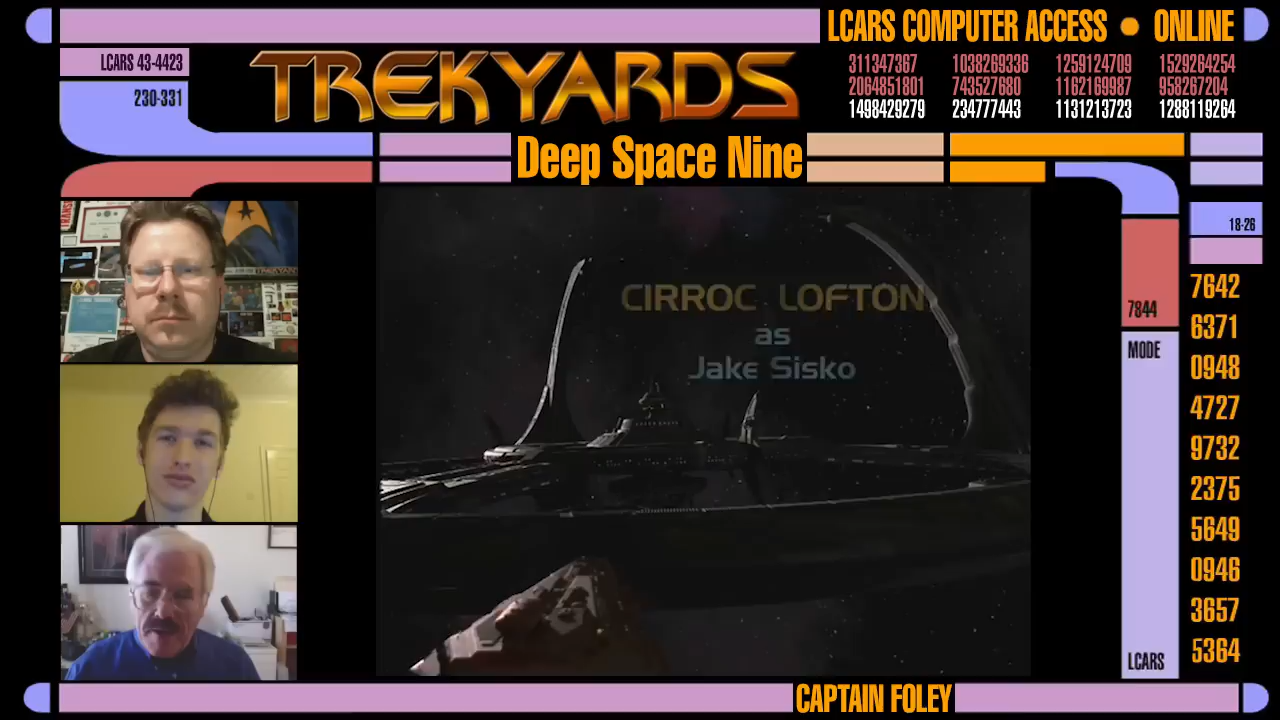 LCARS COMPUTER ACCESS • ONLINE
LCARS 43-4423
230-331
TREKYARDS
311347367 1038269336 1259124709 1529264254
2064851801 743527680 1162169987 958267204
1498429279 234777443 1131213723 1288119264
Deep Space Nine
CIRROC LOFTON
as
Jake Sisko
7844
MODE
LCARS
18-26
7642
6371
0948
4727
9732
2375
5649
0946
3657
5364
CAPTAIN FOLEY